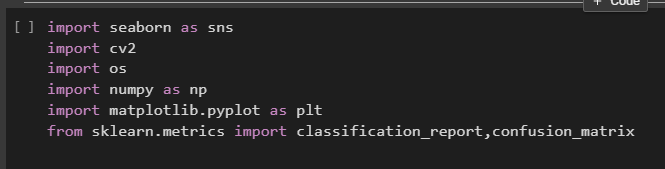 + Code
[ ] import seaborn as sns
import cv2
import os
import numpy as np
import matplotlib.pyplot as plt
from sklearn.metrics import classification_report,confusion_matrix